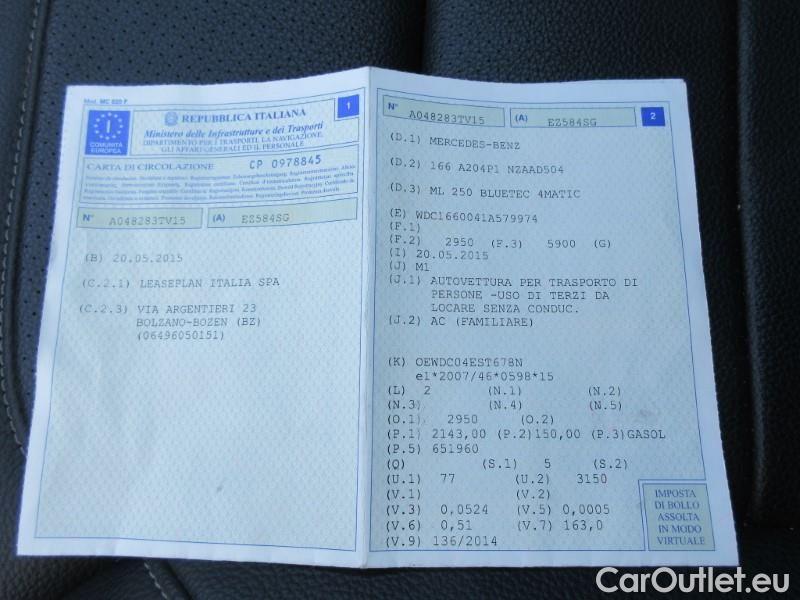 Mod. MC 820 F
1
I
COMUNITÀ
EUROPEA
REPUBBLICA ITALIANA
Ministero delle Infrastrutture e dei Trasporti
DIPARTIMENTO PER I TRASPORTI, LA NAVIGAZIONE,
GLI AFFARI GENERALI ED IL PERSONALE
CARTA DI CIRCOLAZIONE CP 0978845
N° A048283TV15 (A) EZ584SG
(B) 20.05.2015
(C.2.1) LEASEPLAN ITALIA SPA
(C.2.3) VIA ARGENTIERI 23
BOLZANO-BOZEN (BZ)
(06496050151)
N° A048283TV15 (A) EZ584SG 2
(D.1) MERCEDES-BENZ
(D.2) 166 A204P1 NZAAD504
(D.3) ML 250 BLUETEC 4MATIC
(E) WDC1660041A579974
(F.1)
(F.2) 2950 (F.3) 5900 (G)
(I) 20.05.2015
(J) M1
(J.1) AUTOVETTURA PER TRASPORTO DI
PERSONE -USO DI TERZI DA
LOCARE SENZA CONDUC.
(J.2) AC (FAMILIARE)
(K) OEWDC04EST678N
e1*2007/46*0598*15
(L) 2 (N.1) (N.2)
(N.3) (N.4) (N.5)
(O.1) 2950 (O.2)
(P.1) 2143,00 (P.2)150,00 (P.3)GASOL
(P.5) 651960
(Q) (S.1) 5 (S.2)
(U.1) 77 (U.2) 3150
(V.1) (V.2)
(V.3) 0,0524 (V.5) 0,0005
(V.6) 0,51 (V.7) 163,0
(V.9) 136/2014
IMPOSTA
DI BOLLO
ASSOLTA
IN MODO
VIRTUALE
CarOutlet.eu